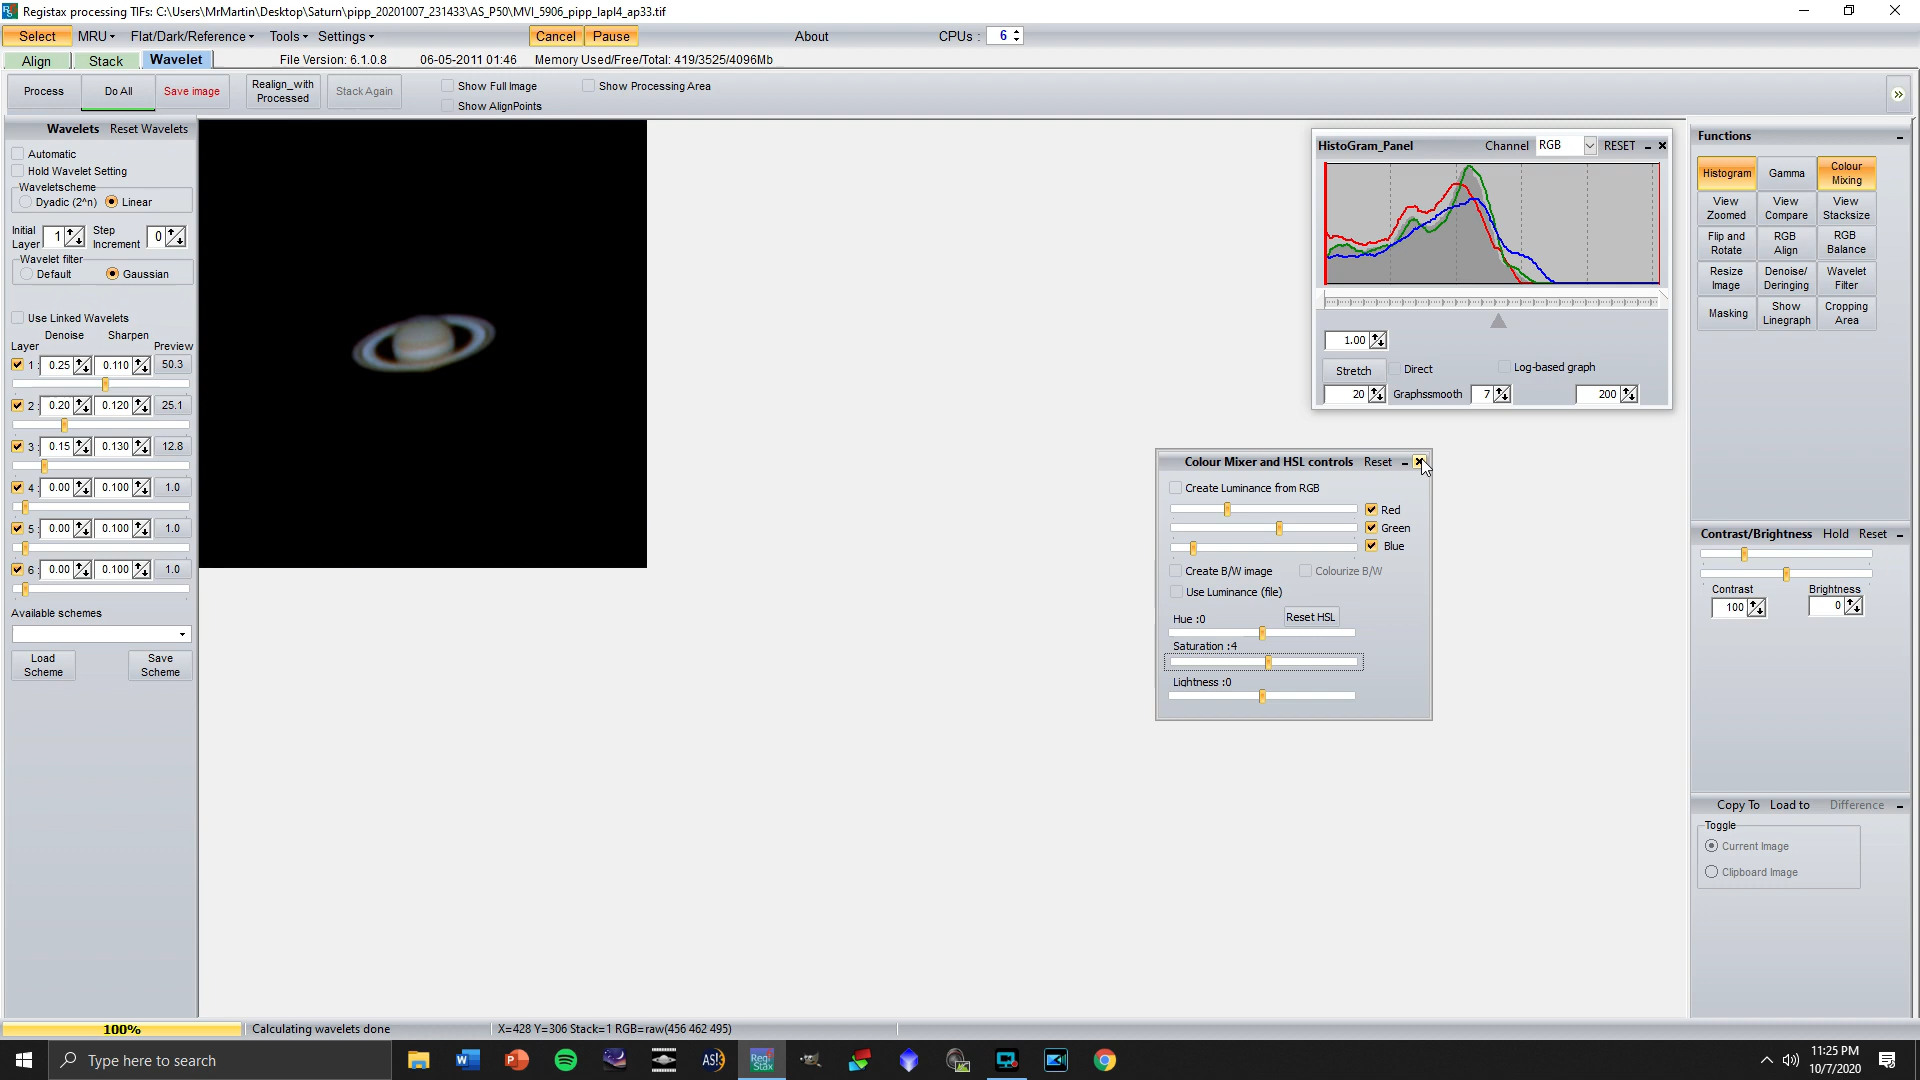 Registax processing TIFs: C:\Users\MrMartin\Desktop\Saturn\pipp_20201007_231433\AS_P50\MVI_5906_pipp_lapl4_ap33.tif
Select MRU Flat/Dark/Reference Tools Settings Cancel Pause About CPUs : 6
Align Stack Wavelet File Version: 6.1.0.8 06-05-2011 01:46 Memory Used/Free/Total: 419/3525/4096Mb
Process Do All Save image Realign_with Processed Stack Again Show Full Image Show Processing Area
Show AlignPoints
Wavelets Reset Wavelets
Automatic
Hold Wavelet Setting
Waveletscheme
Dyadic (2^n) Linear
Initial Layer 1 Step Increment 0
Wavelet filter
Default Gaussian
Use Linked Wavelets
Denoise Sharpen
Layer Preview
1 : 0.25 0.110 50.3
2 : 0.20 0.120 25.1
3 : 0.15 0.130 12.8
4 : 0.00 0.100 1.0
5 : 0.00 0.100 1.0
6 : 0.00 0.100 1.0
Available schemes
Load Scheme Save Scheme
HistoGram_Panel Channel RGB RESET
1.00
Stretch Direct Log-based graph
20 Graphssmooth 7 200
Colour Mixer and HSL controls Reset
Create Luminance from RGB
Red
Green
Blue
Create B/W image Colourize B/W
Use Luminance (file)
Hue :0 Reset HSL
Saturation :4
Lightness :0
Functions
Histogram Gamma Colour Mixing
View Zoomed View Compare View Stacksize
Flip and Rotate RGB Align RGB Balance
Resize Image Denoise/ Deringing Wavelet Filter
Masking Show Linegraph Cropping Area
Contrast/Brightness Hold Reset
Contrast Brightness
100 0
Copy To Load to Difference
Toggle
Current Image
Clipboard Image
100% Calculating wavelets done X=428 Y=306 Stack=1 RGB=raw(456 462 495)
Type here to search
AS!3
Regi Stax
11:25 PM
10/7/2020